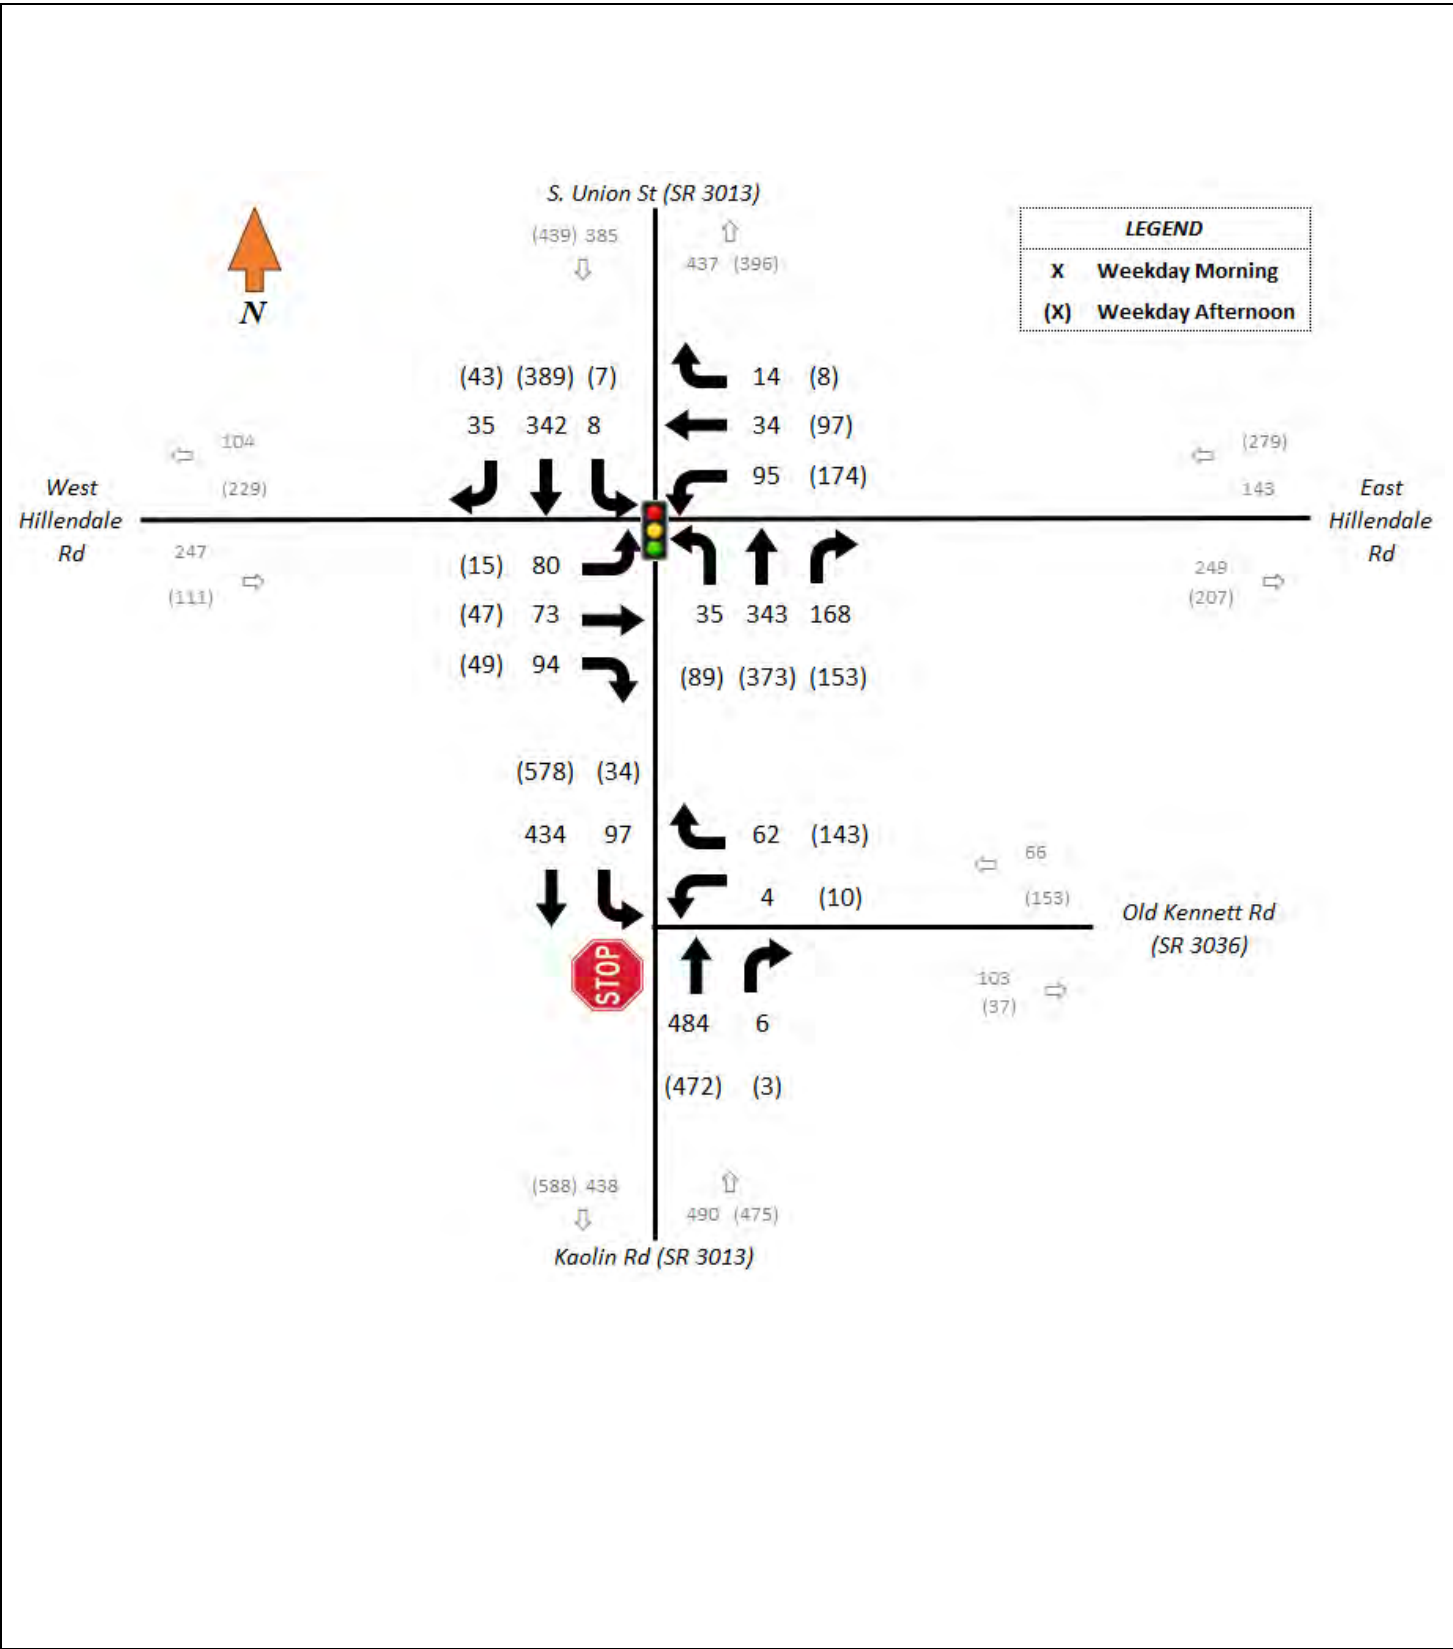 S. Union St (SR 3013)
(439) 385
437 (396)
LEGEND
X Weekday Morning
(X) Weekday Afternoon
N
(43) (389) (7)
14 (8)
35 342 8
34 (97)
95 (174)
104
(229)
(279)
143
West
Hillendale
Rd
East
Hillendale
Rd
247
(111)
249
(207)
(15) 80
(47) 73
(49) 94
35 343 168
(89) (373) (153)
(578) (34)
434 97
62 (143)
4 (10)
66
(153)
Old Kennett Rd
(SR 3036)
103
(37)
STOP
484 6
(472) (3)
(588) 438
490 (475)
Kaolin Rd (SR 3013)